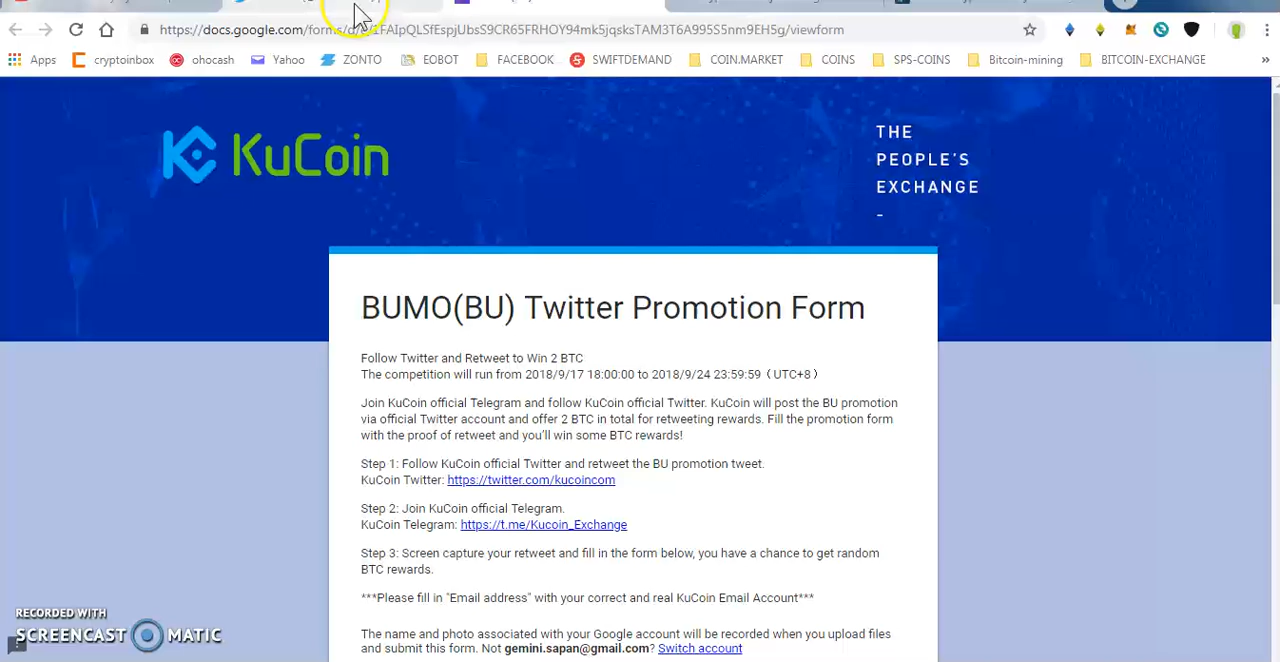 https://docs.google.com/forms/d/e/1FAIpQLSfEspjUbsS9CR65FRHOY94mk5jqsksTAM3T6A995S5nm9EH5g/viewform
Apps cryptoinbox ohocash Yahoo ZONTO EOBOT FACEBOOK SWIFTDEMAND COIN.MARKET COINS SPS-COINS Bitcoin-mining BITCOIN-EXCHANGE »
KuCoin
THE
PEOPLE'S
EXCHANGE
-
BUMO(BU) Twitter Promotion Form
Follow Twitter and Retweet to Win 2 BTC
The competition will run from 2018/9/17 18:00:00 to 2018/9/24 23:59:59（UTC+8）
Join KuCoin official Telegram and follow KuCoin official Twitter. KuCoin will post the BU promotion
via official Twitter account and offer 2 BTC in total for retweeting rewards. Fill the promotion form
with the proof of retweet and you'll win some BTC rewards!
Step 1: Follow KuCoin official Twitter and retweet the BU promotion tweet.
KuCoin Twitter: https://twitter.com/kucoincom
Step 2: Join KuCoin official Telegram.
KuCoin Telegram: https://t.me/Kucoin_Exchange
Step 3: Screen capture your retweet and fill in the form below, you have a chance to get random
BTC rewards.
***Please fill in "Email address" with your correct and real KuCoin Email Account***
The name and photo associated with your Google account will be recorded when you upload files
and submit this form. Not gemini.sapan@gmail.com? Switch account
RECORDED WITH
SCREENCAST MATIC